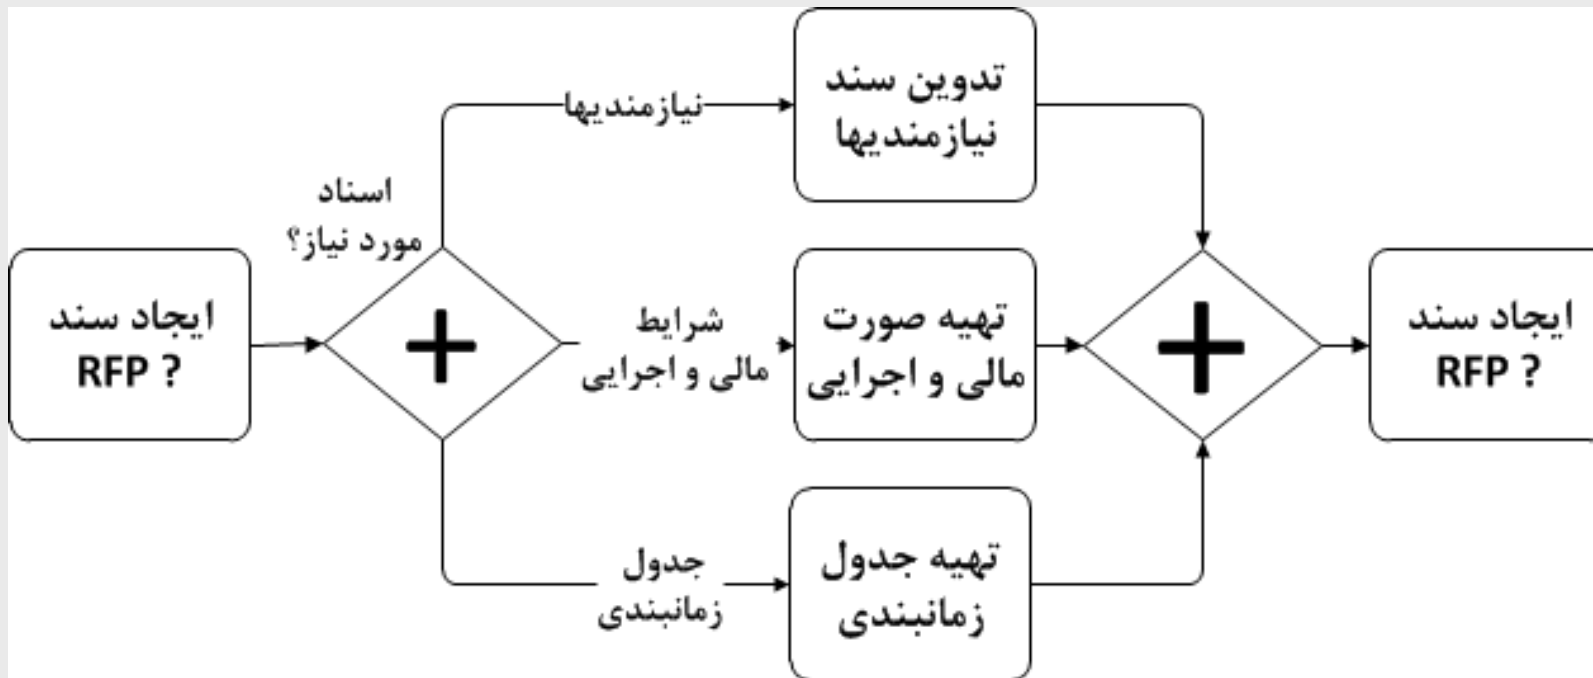 ایجاد سند
RFP ?
اسناد
مورد نیاز؟
نیازمندیها
تدوین سند
نیازمندیها
شرایط
مالی و اجرایی
تهیه صورت
مالی و اجرایی
جدول
زمانبندی
تهیه جدول
زمانبندی
ایجاد سند
RFP ?